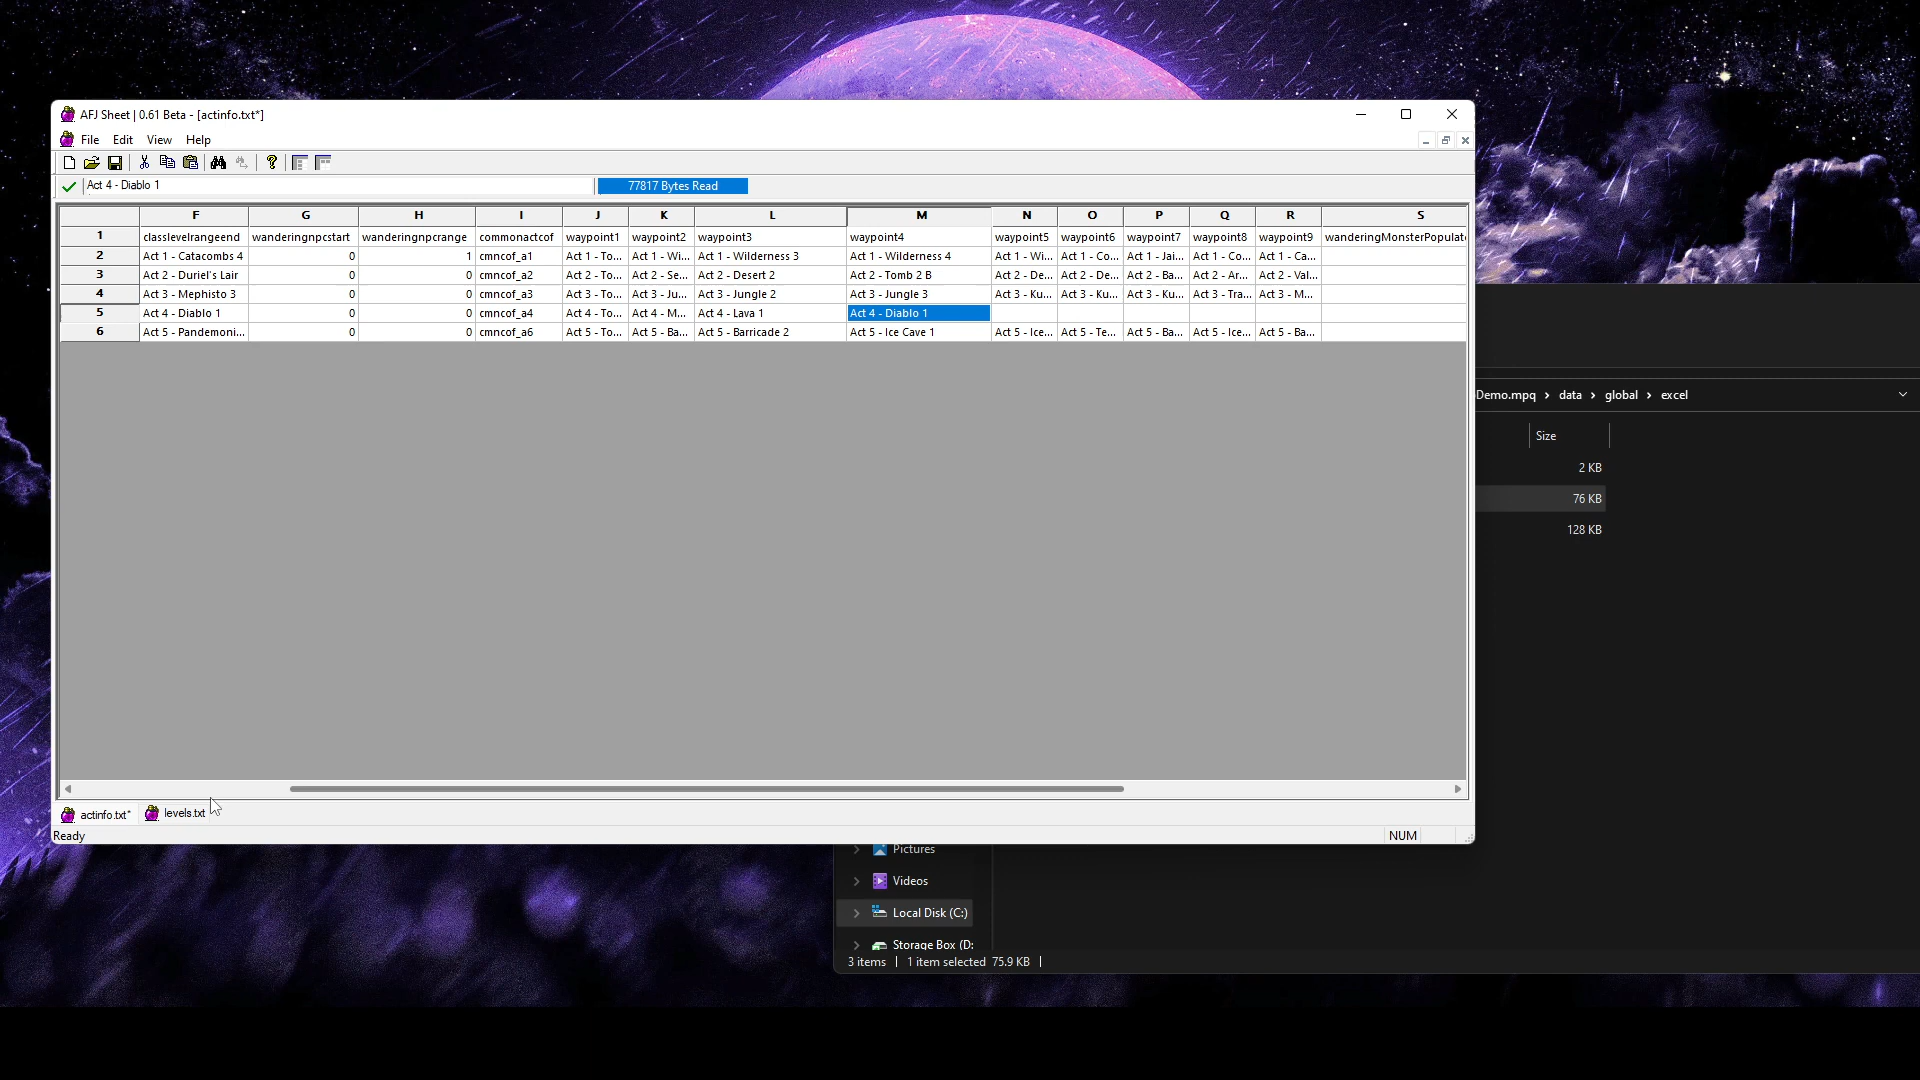 AFJ Sheet | 0.61 Beta - [actinfo.txt*]
File Edit View Help
Act 4 - Diablo 1 77817 Bytes Read
F G H I J K L M N O P Q R S
1 classlevelrangeend wanderingnpcstart wanderingnpcrange commonactcof waypoint1 waypoint2 waypoint3 waypoint4 waypoint5 waypoint6 waypoint7 waypoint8 waypoint9 wanderingMonsterPopulat
2 Act 1 - Catacombs 4 0 1 cmncof_a1 Act 1 - To... Act 1 - Wi... Act 1 - Wilderness 3 Act 1 - Wilderness 4 Act 1 - Wi... Act 1 - Co... Act 1 - Jai... Act 1 - Co... Act 1 - Ca...
3 Act 2 - Duriel's Lair 0 0 cmncof_a2 Act 2 - To... Act 2 - Se... Act 2 - Desert 2 Act 2 - Tomb 2 B Act 2 - De... Act 2 - De... Act 2 - Ba... Act 2 - Ar... Act 2 - Val...
4 Act 3 - Mephisto 3 0 0 cmncof_a3 Act 3 - To... Act 3 - Ju... Act 3 - Jungle 2 Act 3 - Jungle 3 Act 3 - Ku... Act 3 - Ku... Act 3 - Ku... Act 3 - Tra... Act 3 - M...
5 Act 4 - Diablo 1 0 0 cmncof_a4 Act 4 - To... Act 4 - M... Act 4 - Lava 1 Act 4 - Diablo 1
6 Act 5 - Pandemoni... 0 0 cmncof_a6 Act 5 - To... Act 5 - Ba... Act 5 - Barricade 2 Act 5 - Ice Cave 1 Act 5 - Ice... Act 5 - Te... Act 5 - Ba... Act 5 - Ice... Act 5 - Ba...
actinfo.txt* levels.txt
Ready NUM
Demo.mpq › data › global › excel
Size
2 KB
76 KB
128 KB
Pictures
Videos
Local Disk (C:)
Storage Box (D:
3 items | 1 item selected 75.9 KB |